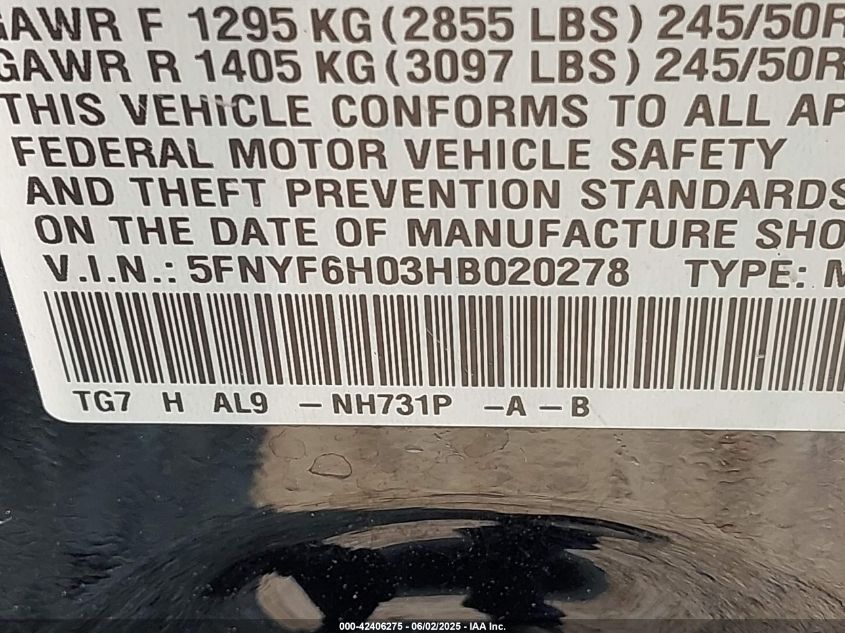 GAWR F 1295 KG (2855 LBS) 245/50R
GAWR R 1405 KG (3097 LBS) 245/50R
THIS VEHICLE CONFORMS TO ALL AP
FEDERAL MOTOR VEHICLE SAFETY
AND THEFT PREVENTION STANDARDS
ON THE DATE OF MANUFACTURE SHO
V.I.N.: 5FNYF6H03HB020278 TYPE: M
TG7 H AL9 -NH731P -A-B
000-42406275 | 06/02/2025 - IAA Inc.